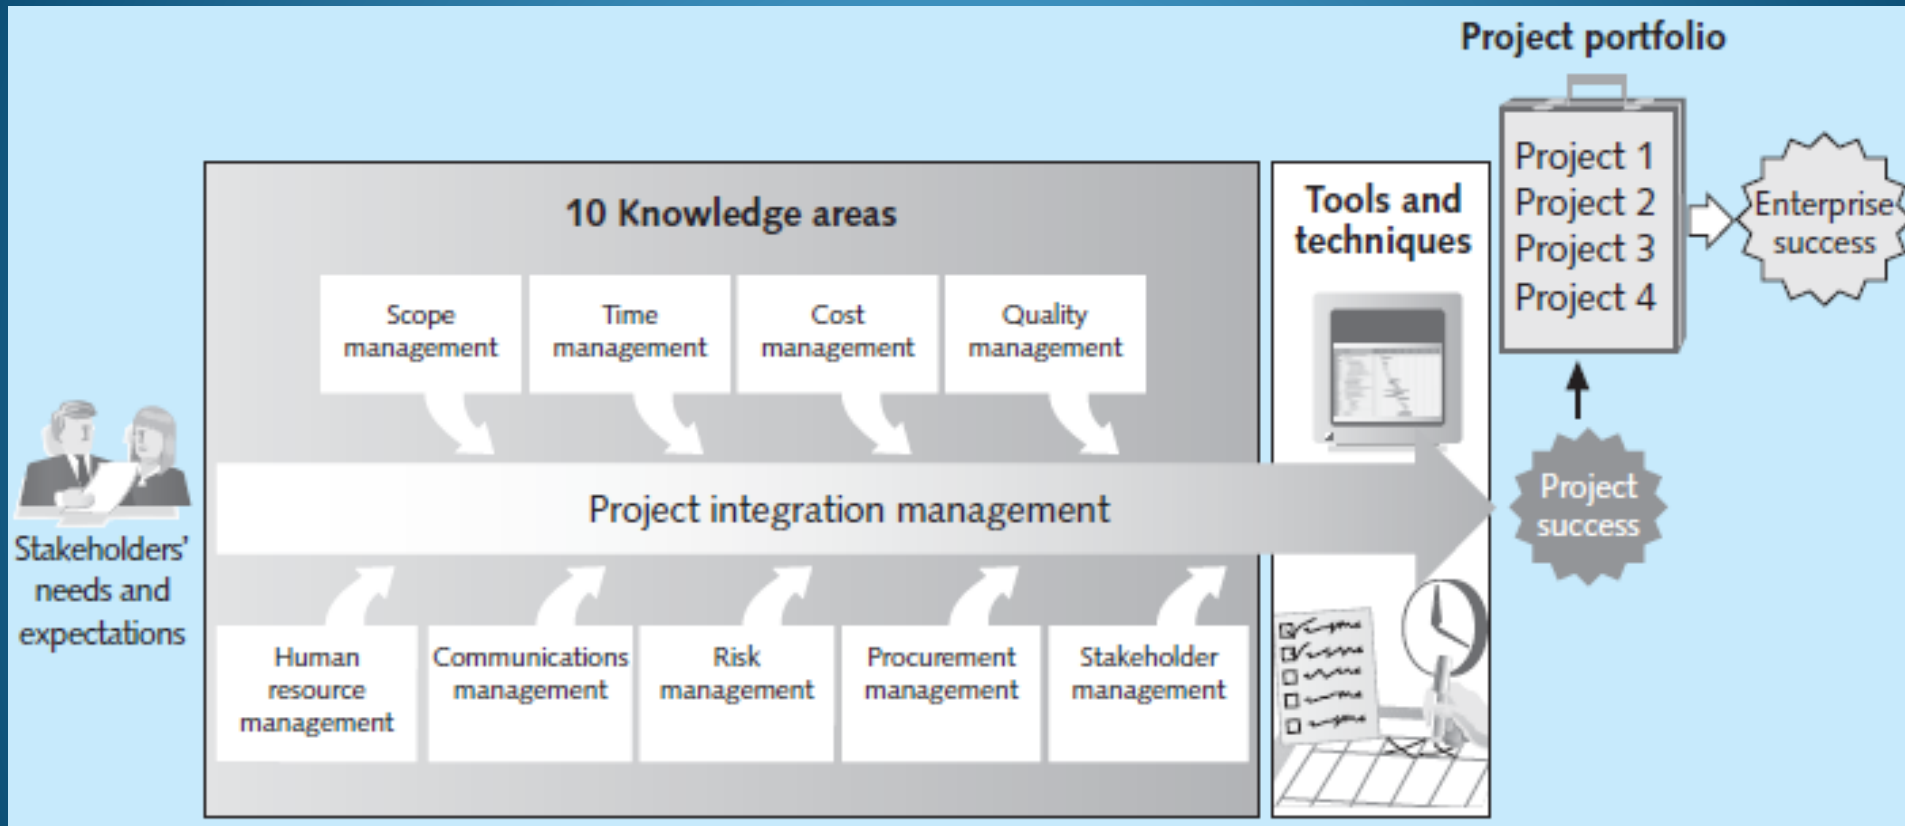 Project portfolio
Project 1
Project 2
Project 3
Project 4
Enterprise
success
10 Knowledge areas
Tools and
techniques
Scope
management
Time
management
Cost
management
Quality
management
Stakeholders’
needs and
expectations
Project integration management
Project
success
Human
resource
management
Communications
management
Risk
management
Procurement
management
Stakeholder
management